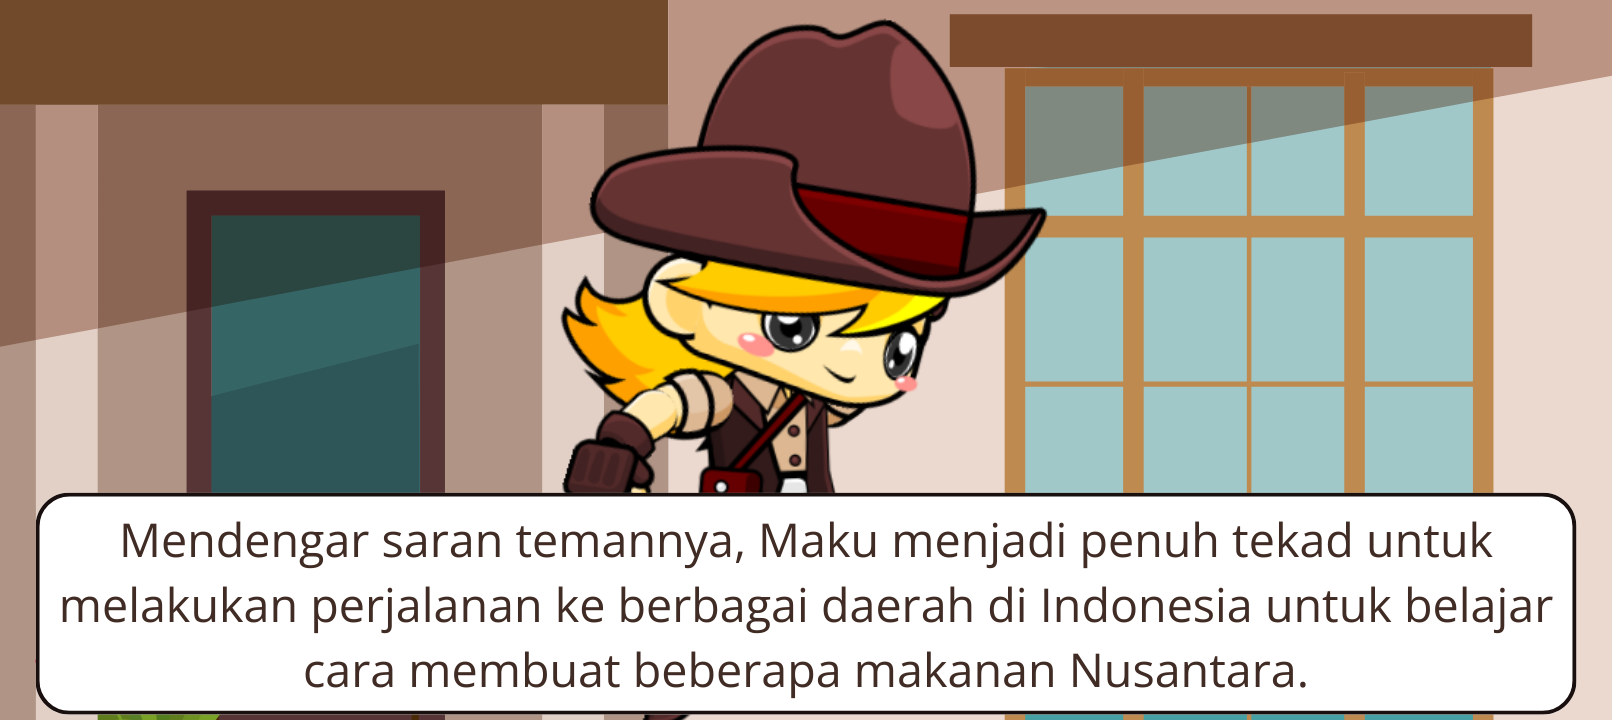 Mendengar saran temannya, Maku menjadi penuh tekad untuk
melakukan perjalanan ke berbagai daerah di Indonesia untuk belajar
cara membuat beberapa makanan Nusantara.